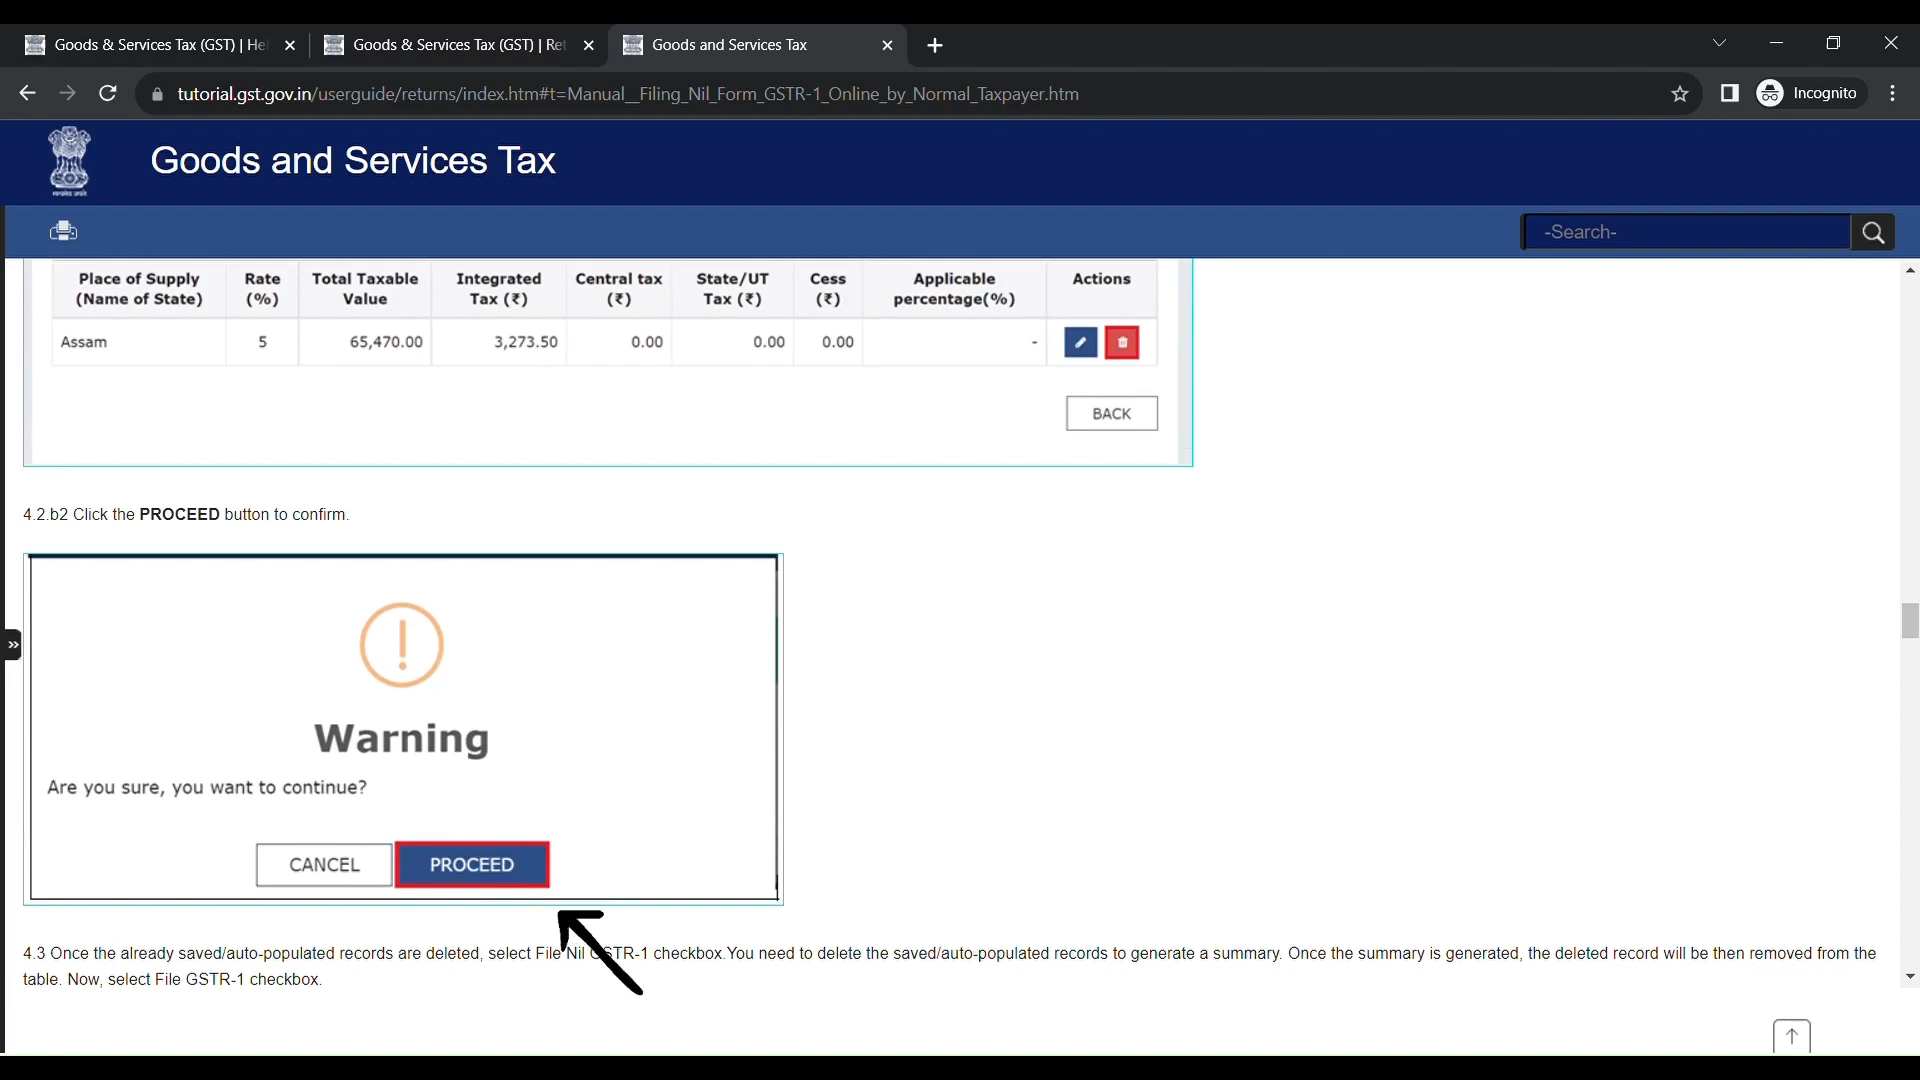 Goods & Services Tax (GST) | He
Goods & Services Tax (GST) | Ret
Goods and Services Tax
tutorial.gst.gov.in/userguide/returns/index.htm#t=Manual__Filing_Nil_Form_GSTR-1_Online_by_Normal_Taxpayer.htm
Incognito
Goods and Services Tax
-Search-
Place of Supply (Name of State) Rate (%) Total Taxable Value Integrated Tax (₹) Central tax (₹) State/UT Tax (₹) Cess (₹) Applicable percentage(%) Actions
Assam 5 65,470.00 3,273.50 0.00 0.00 0.00 -
BACK
4.2.b2 Click the PROCEED button to confirm.
Warning
Are you sure, you want to continue?
CANCEL PROCEED
4.3 Once the already saved/auto-populated records are deleted, select File Nil GSTR-1 checkbox.You need to delete the saved/auto-populated records to generate a summary. Once the summary is generated, the deleted record will be then removed from the
table. Now, select File GSTR-1 checkbox.